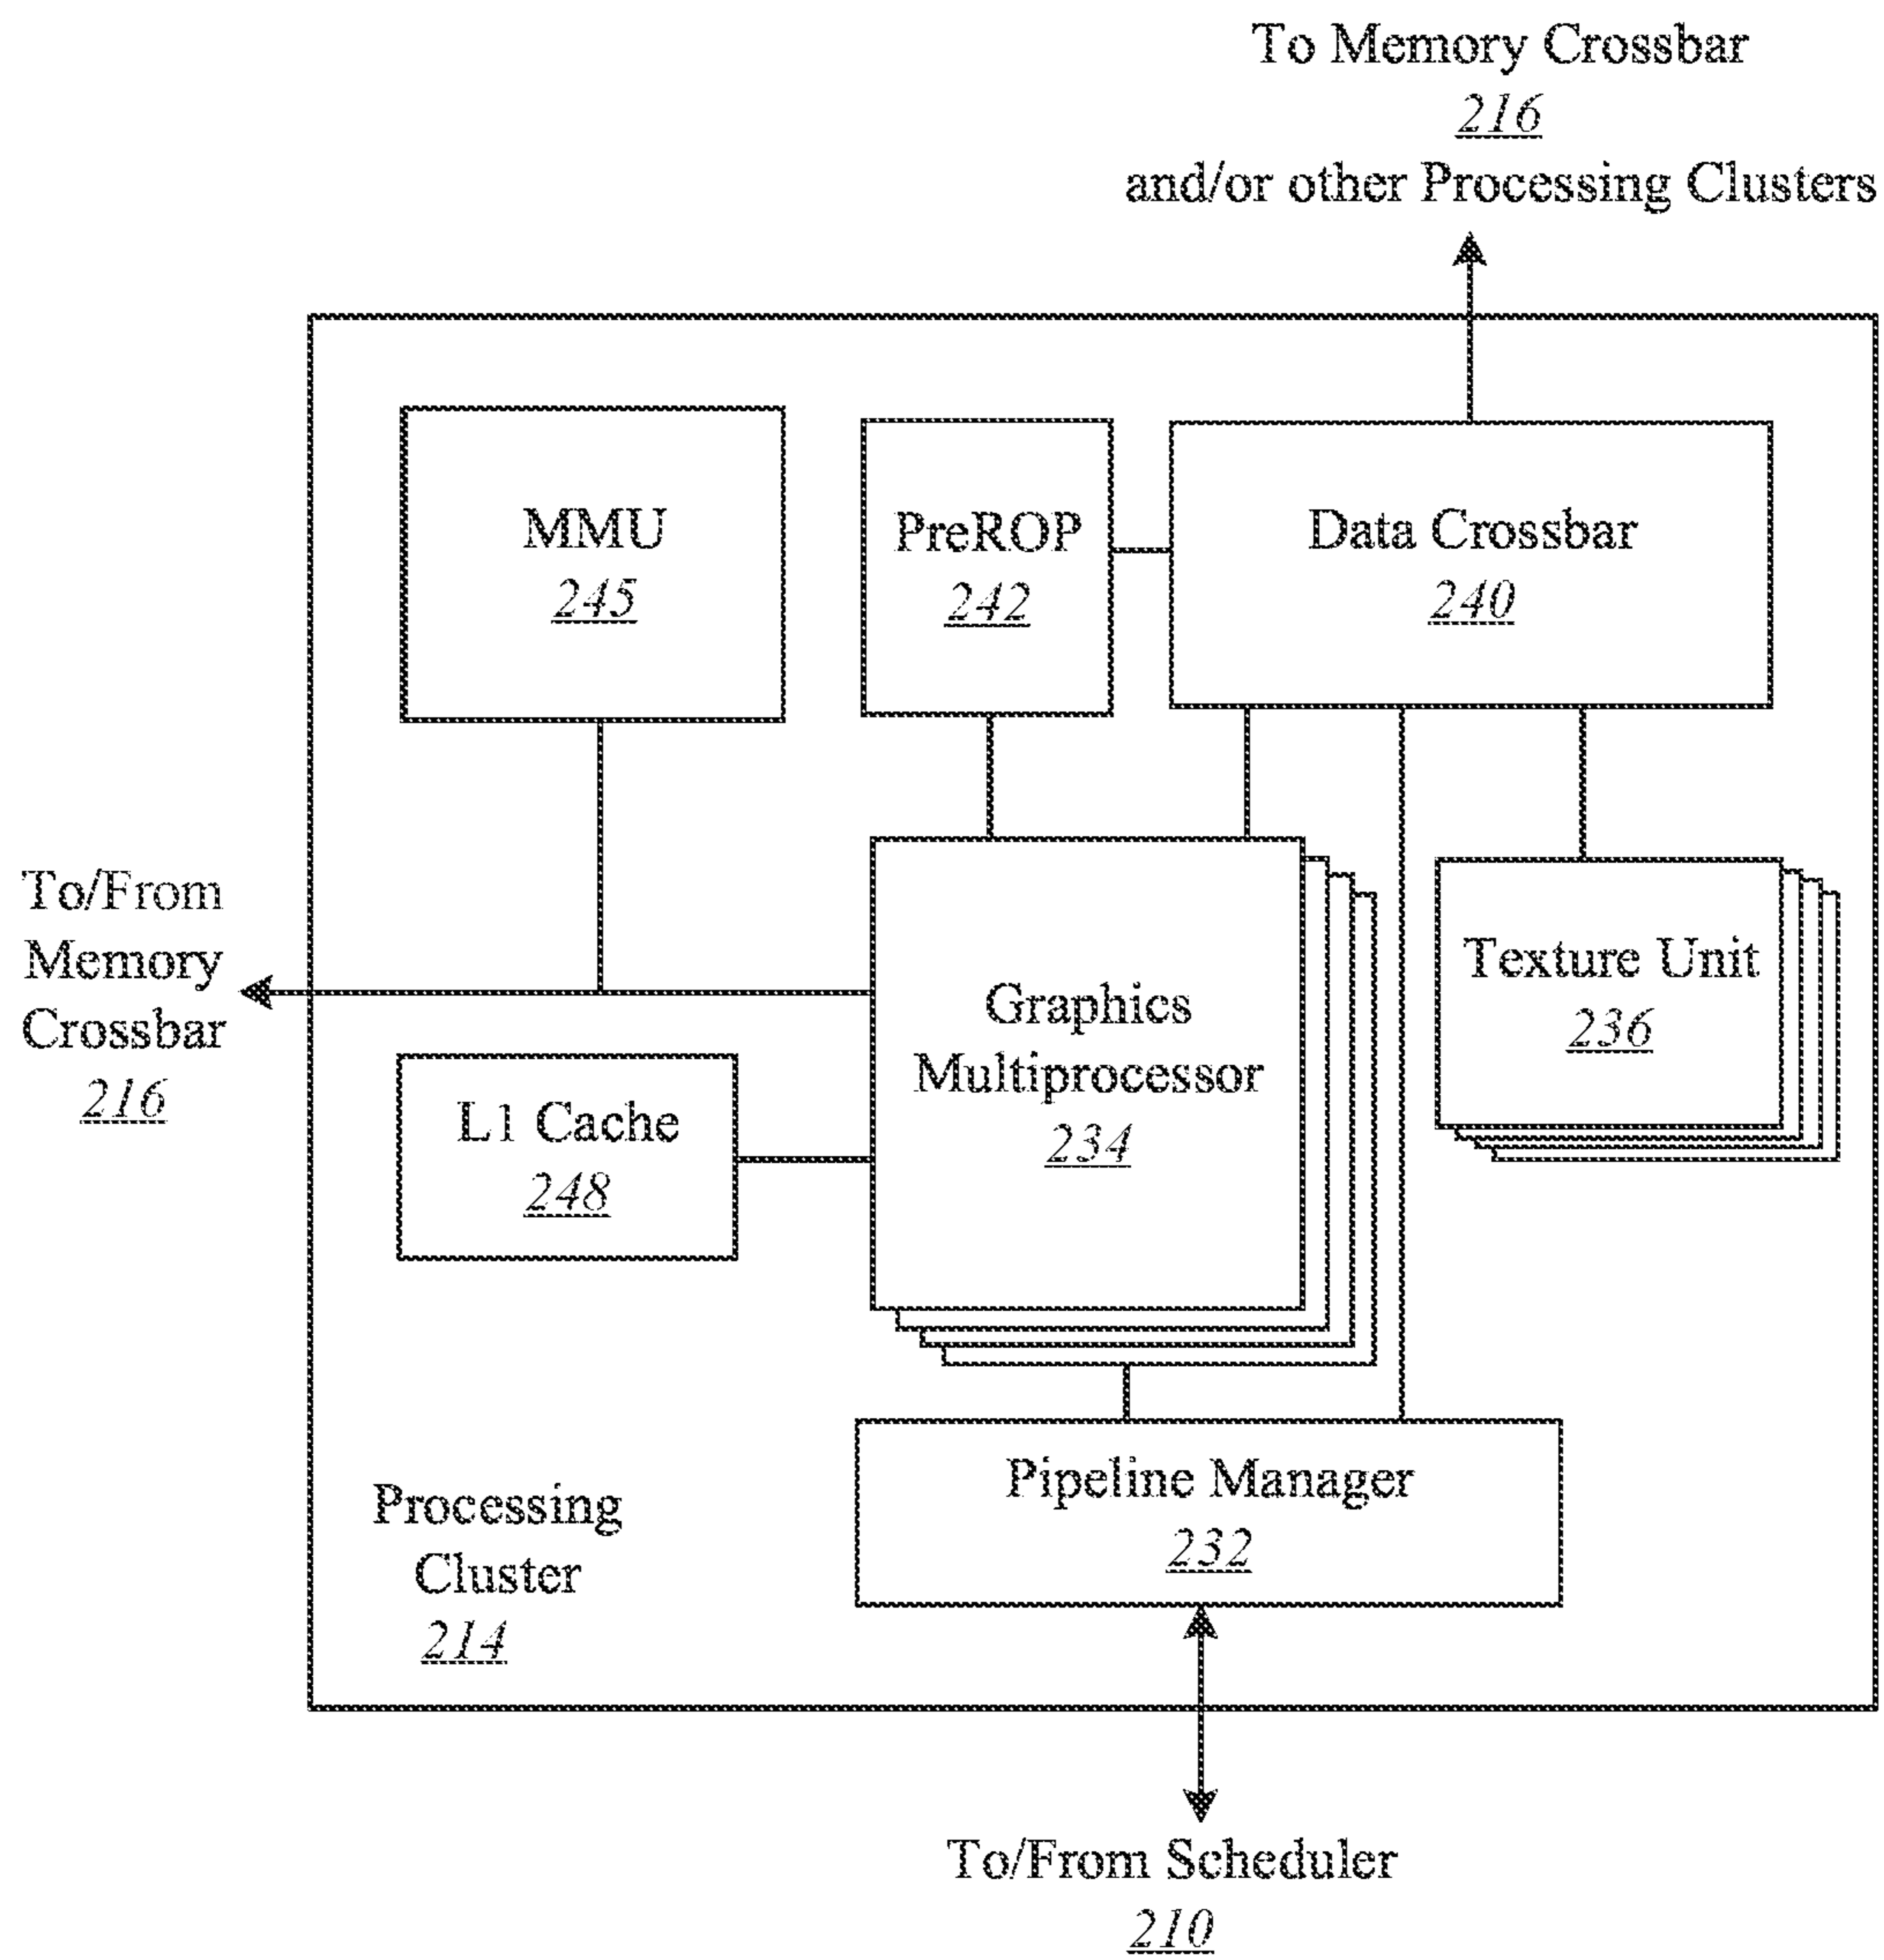 To Memory Crossbar
216
and/or other Processing Clusters
MMU
245
PreROP
242
Data Crossbar
240
To/From
Memory
Crossbar
216
Graphics
Multiprocessor
234
Texture Unit
236
L1 Cache
248
Pipeline Manager
232
Processing
Cluster
214
To/From Scheduler
210